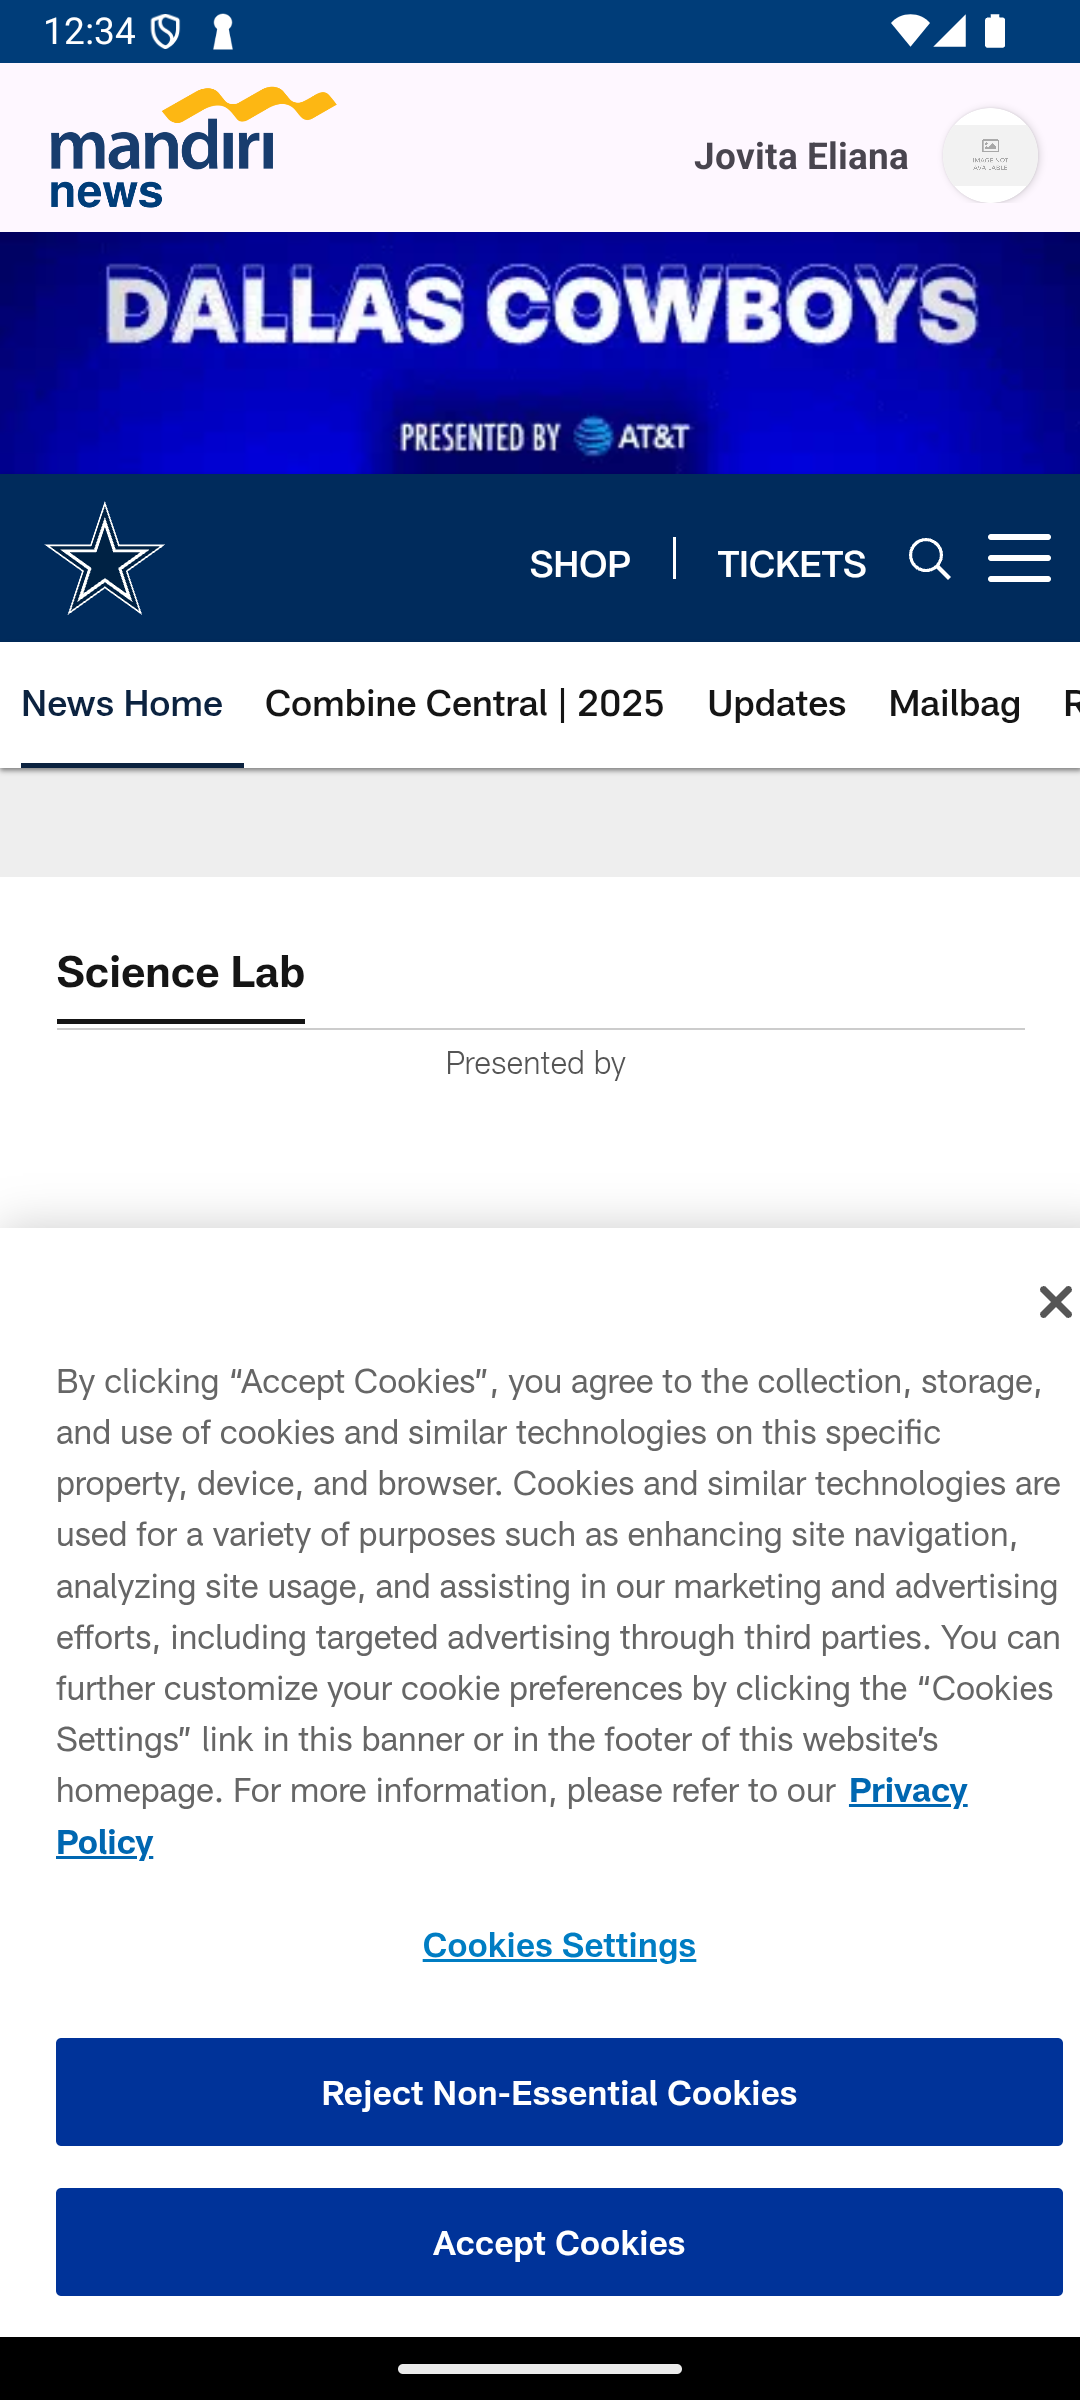 12:34
mandiri
news
Jovita Eliana
IMAGE NOT
AVAILABLE
DALLAS COWBOYS
PRESENTED BY AT&T
SHOP | TICKETS
News Home Combine Central | 2025 Updates Mailbag R
Science Lab
Presented by
By clicking “Accept Cookies”, you agree to the collection, storage,
and use of cookies and similar technologies on this specific
property, device, and browser. Cookies and similar technologies are
used for a variety of purposes such as enhancing site navigation,
analyzing site usage, and assisting in our marketing and advertising
efforts, including targeted advertising through third parties. You can
further customize your cookie preferences by clicking the “Cookies
Settings” link in this banner or in the footer of this website’s
homepage. For more information, please refer to our Privacy
Policy
Cookies Settings
Reject Non-Essential Cookies
Accept Cookies